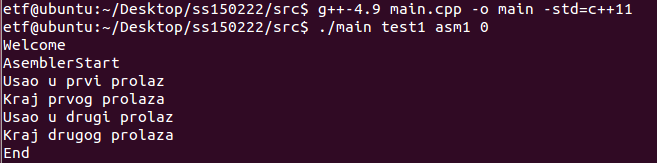 etf@ubuntu:~/Desktop/ss150222/src$ g++-4.9 main.cpp -o main -std=c++11
etf@ubuntu:~/Desktop/ss150222/src$ ./main test1 asm1 0
Welcome
AsemblerStart
Usao u prvi prolaz
Kraj prvog prolaza
Usao u drugi prolaz
Kraj drugog prolaza
End